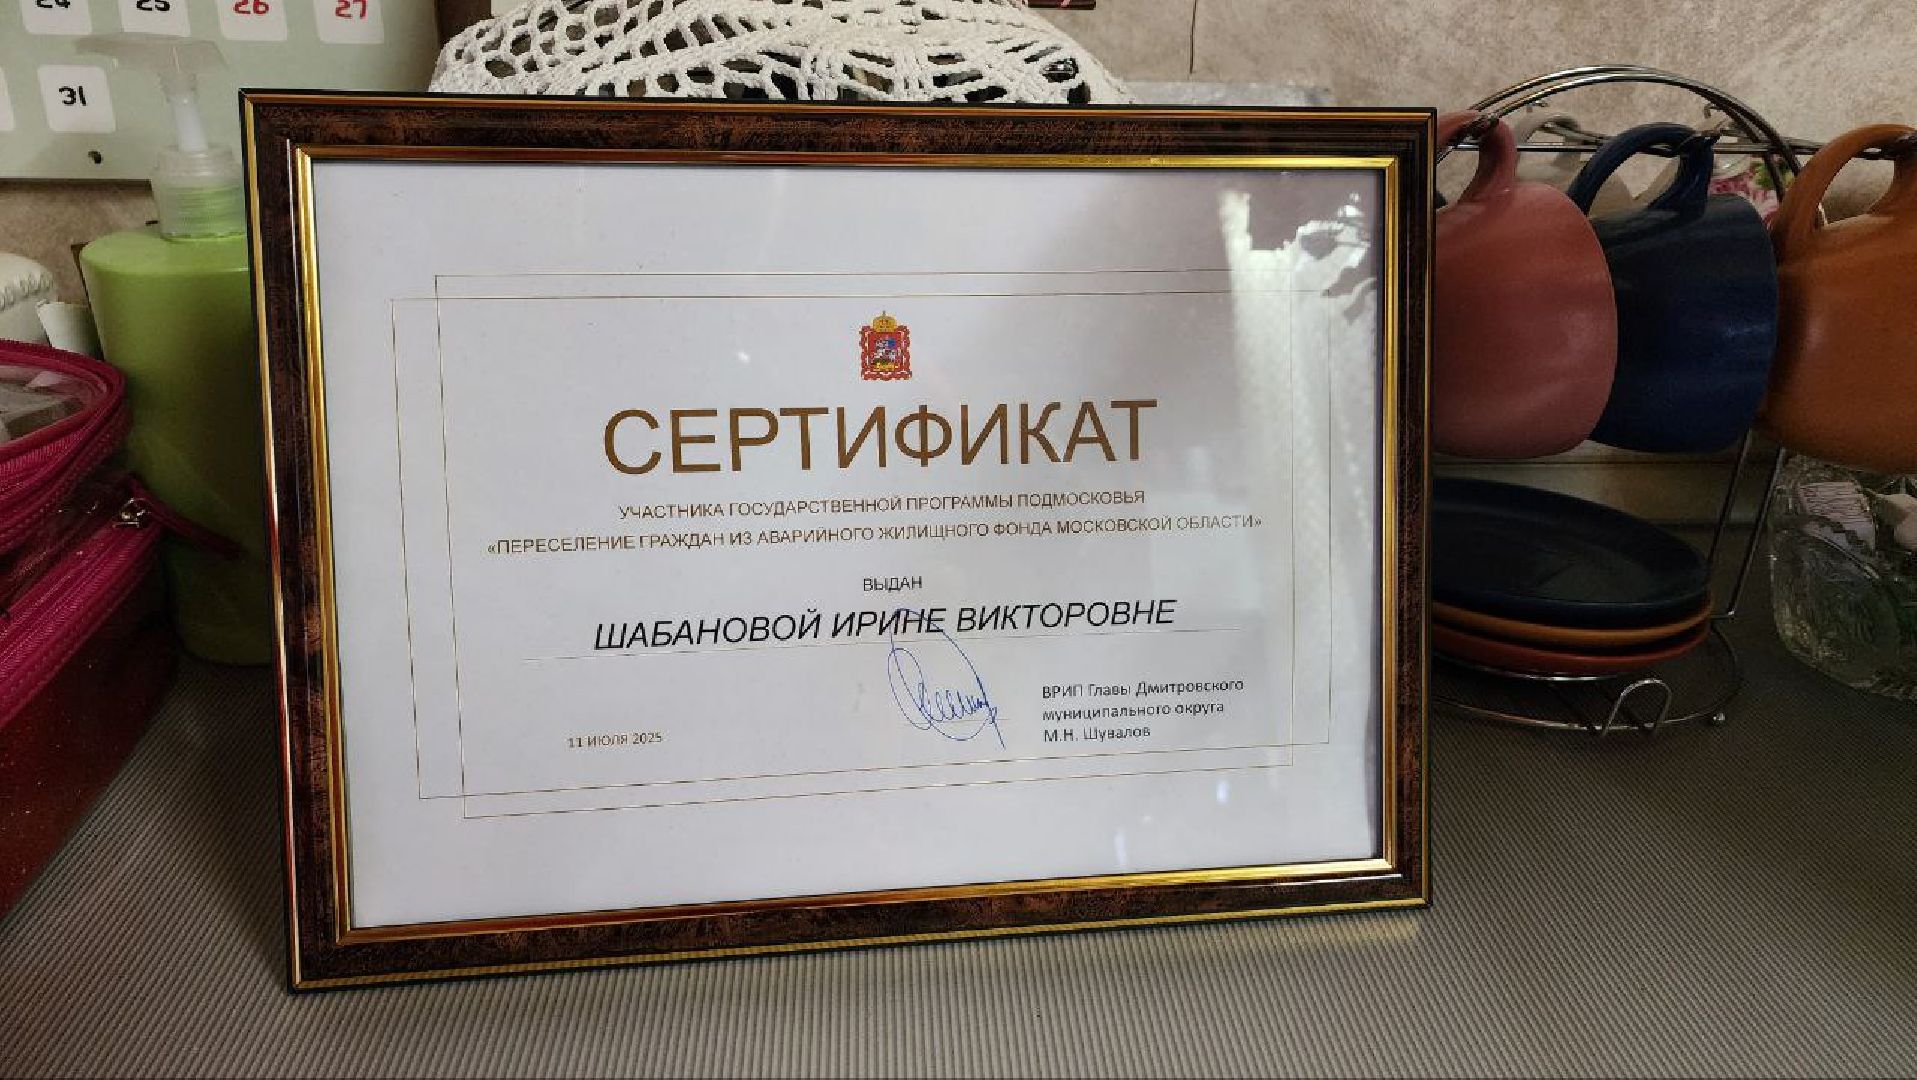 24 25 26 27
31
СЕРТИФИКАТ
УЧАСТНИКА ГОСУДАРСТВЕННОЙ ПРОГРАММЫ ПОДМОСКОВЬЯ
«ПЕРЕСЕЛЕНИЕ ГРАЖДАН ИЗ АВАРИЙНОГО ЖИЛИЩНОГО ФОНДА МОСКОВСКОЙ ОБЛАСТИ»
ВЫДАН
ШАБАНОВОЙ ИРИНЕ ВИКТОРОВНЕ
ВРИП Главы Дмитровского
муниципального округа
М.Н. Шувалов
11 ИЮЛЯ 2025